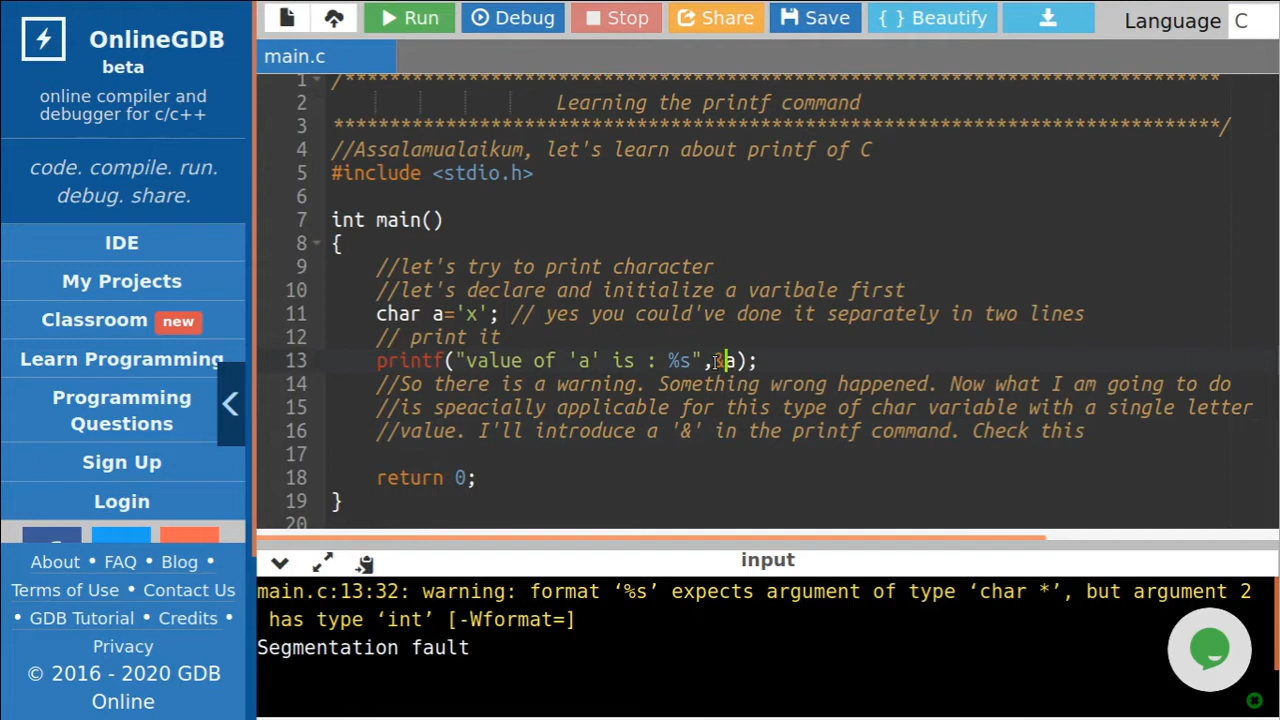 OnlineGDB
beta
online compiler and
debugger for c/c++
code. compile. run.
debug. share.
IDE
My Projects
Classroom new
Learn Programming
Programming
Questions
Sign Up
Login
About • FAQ • Blog •
Terms of Use • Contact Us
• GDB Tutorial • Credits •
Privacy
© 2016 - 2020 GDB
Online
Run
Debug
Stop
Share
Save
{ } Beautify
Language C
main.c
1 /******************************************************************************
2 Learning the printf command
3 *******************************************************************************/
4 //Assalamualaikum, let's learn about printf of C
5 #include <stdio.h>
6
7 int main()
8 {
9 //let's try to print character
10 //let's declare and initialize a varibale first
11 char a='x'; // yes you could've done it separately in two lines
12 // print it
13 printf("value of 'a' is : %s",&a);
14 //So there is a warning. Something wrong happened. Now what I am going to do
15 //is speacially applicable for this type of char variable with a single letter
16 //value. I'll introduce a '&' in the printf command. Check this
17
18 return 0;
19 }
20
input
main.c:13:32: warning: format ‘%s’ expects argument of type ‘char *’, but argument 2
has type ‘int’ [-Wformat=]
Segmentation fault